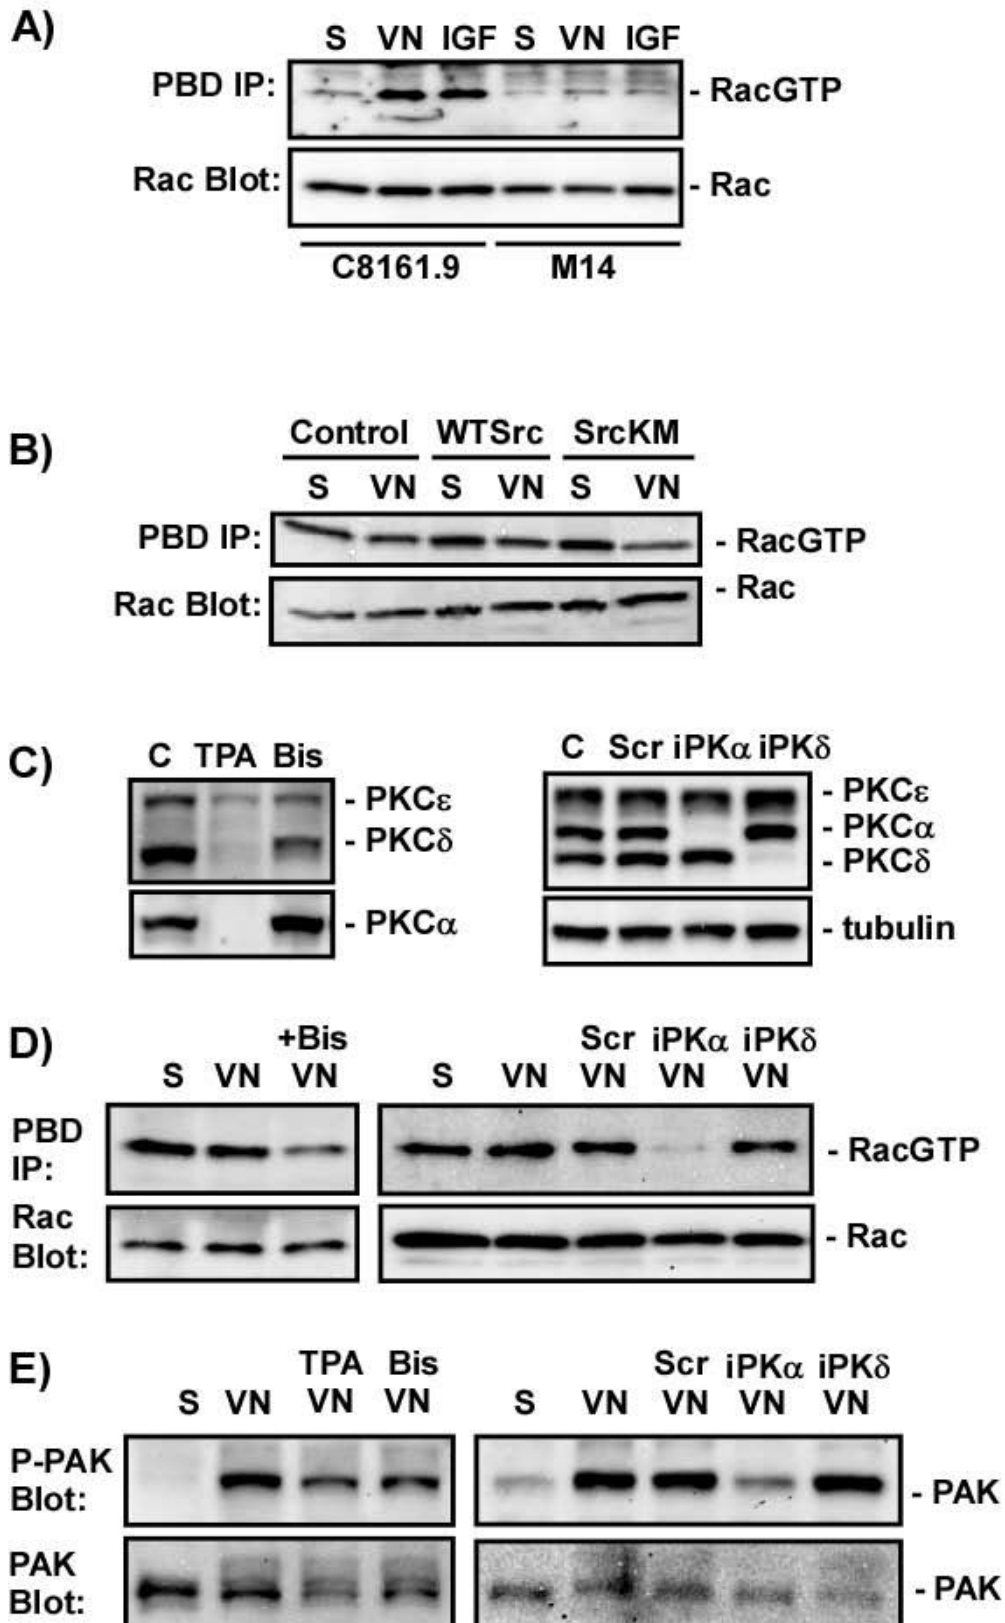 A)
S VN IGF S VN IGF
PBD IP: - RacGTP
Rac Blot: - Rac
C8161.9 M14
B)
Control WTSrc SrcKM
S VN S VN S VN
PBD IP: - RacGTP
Rac Blot: - Rac
C)
C TPA Bis
- PKCε
- PKCδ
- PKCα
C Scr iPKα iPKδ
- PKCε
- PKCα
- PKCδ
- tubulin
D)
+Bis
S VN VN
Scr iPKα iPKδ
S VN VN VN VN
PBD
IP:
- RacGTP
Rac
Blot:
- Rac
E)
TPA Bis
S VN VN VN
Scr iPKα iPKδ
S VN VN VN VN
P-PAK
Blot:
- PAK
PAK
Blot:
- PAK